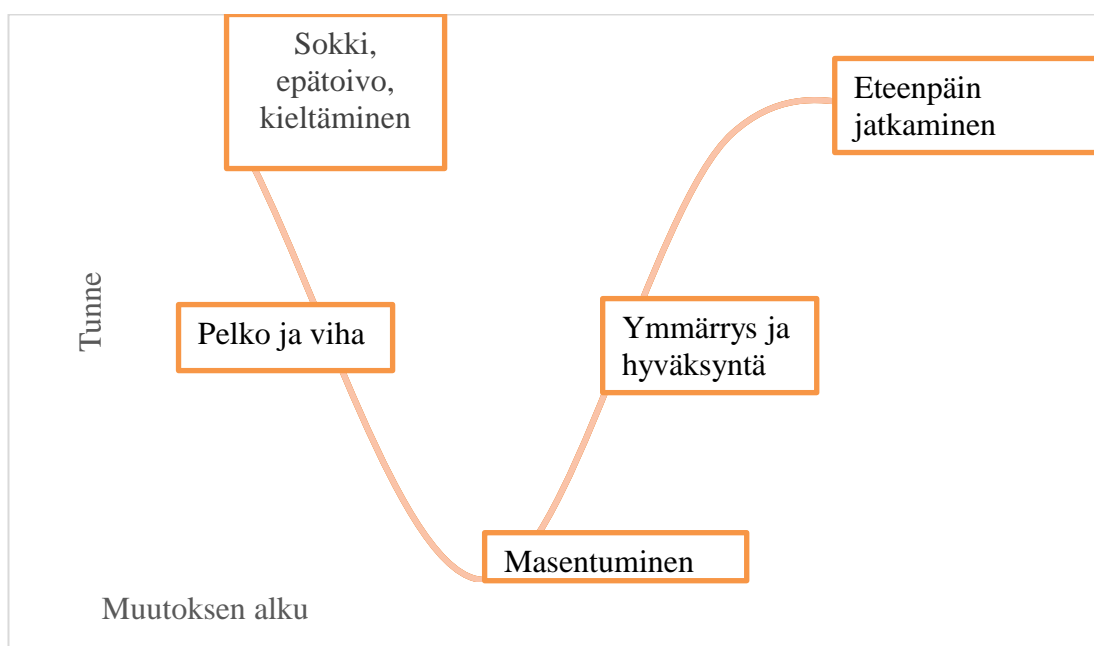 Sokki,
epätoivo,
kieltäminen
Eteenpäin
jatkaminen
Tunne
Pelko ja viha
Ymmärrys ja
hyväksyntä
Masentuminen
Muutoksen alku